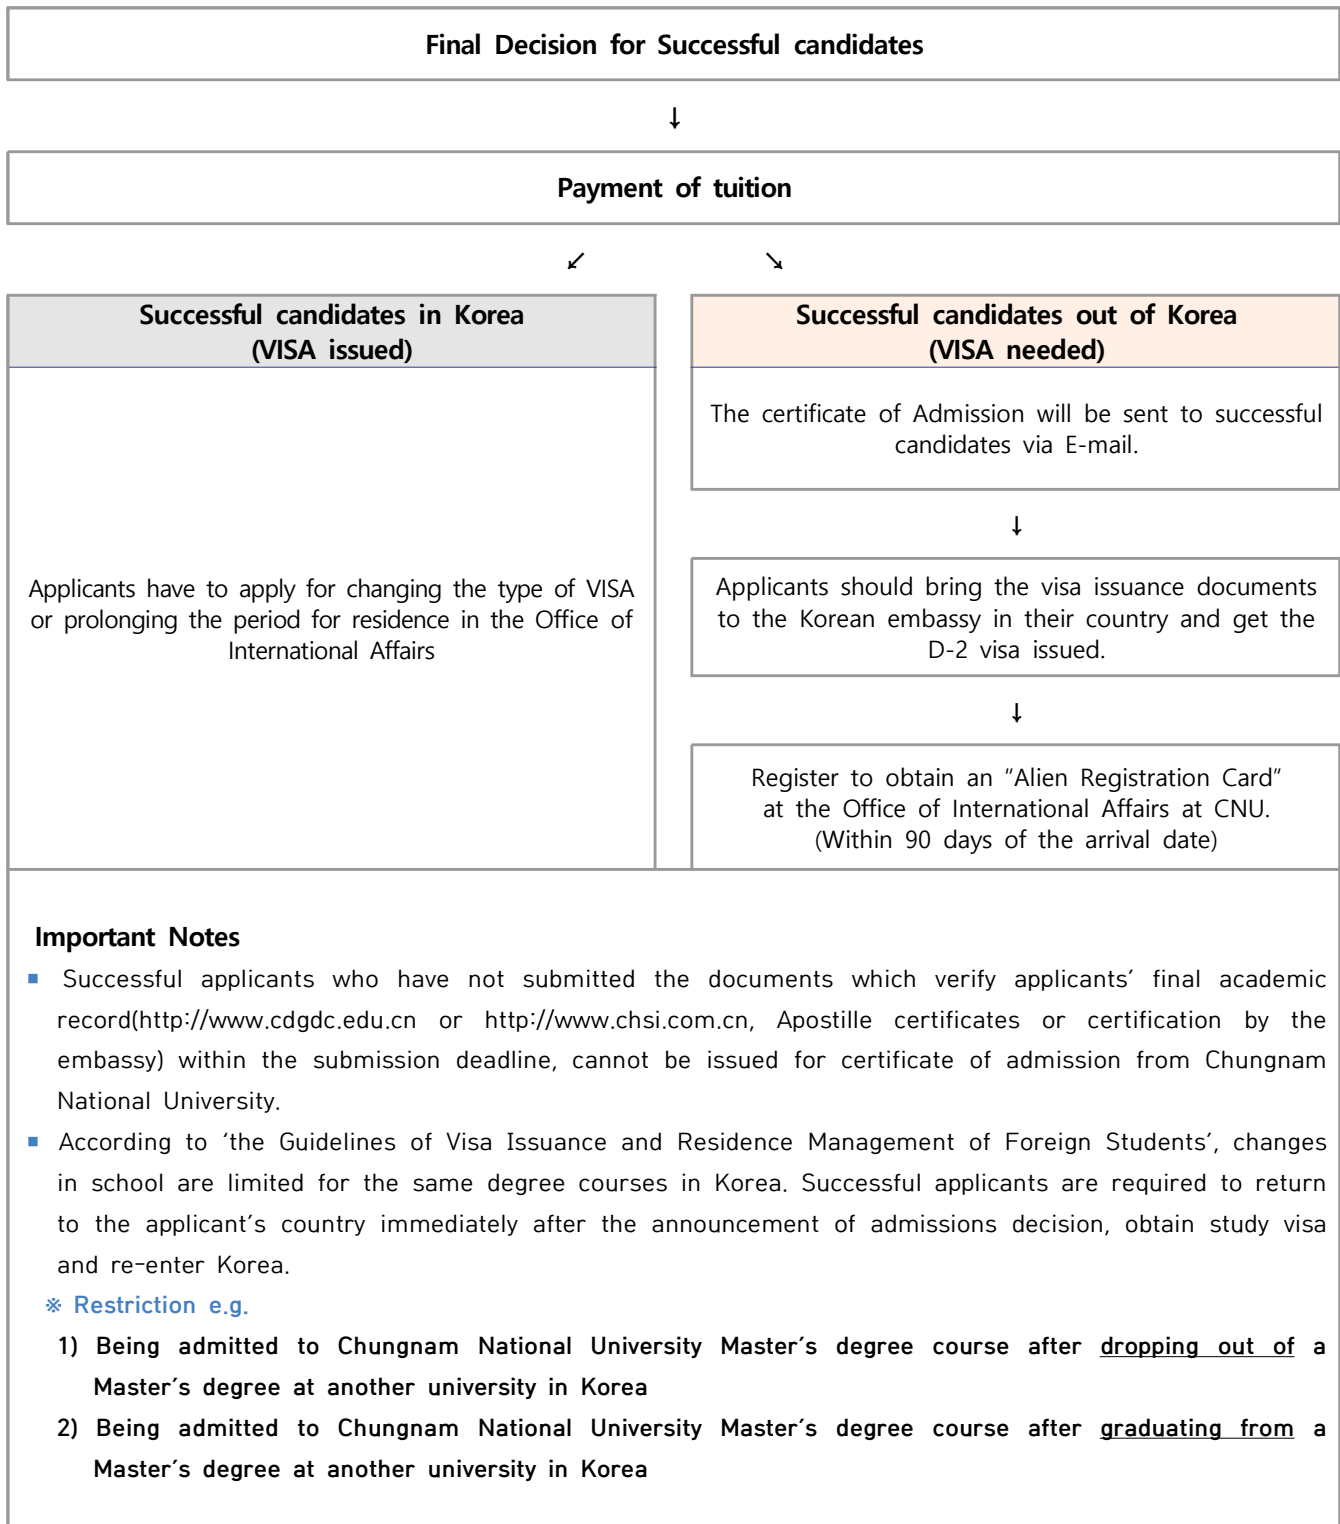 Final Decision for Successful candidates
↓
Payment of tuition
↙ ↘
Successful candidates in Korea
(VISA issued)
Applicants have to apply for changing the type of VISA
or prolonging the period for residence in the Office of
International Affairs
Successful candidates out of Korea
(VISA needed)
The certificate of Admission will be sent to successful
candidates via E-mail.
↓
Applicants should bring the visa issuance documents
to the Korean embassy in their country and get the
D-2 visa issued.
↓
Register to obtain an "Alien Registration Card"
at the Office of International Affairs at CNU.
(Within 90 days of the arrival date)
Important Notes
▪ Successful applicants who have not submitted the documents which verify applicants' final academic
record(http://www.cdgdc.edu.cn or http://www.chsi.com.cn, Apostille certificates or certification by the
embassy) within the submission deadline, cannot be issued for certificate of admission from Chungnam
National University.
▪ According to 'the Guidelines of Visa Issuance and Residence Management of Foreign Students', changes
in school are limited for the same degree courses in Korea. Successful applicants are required to return
to the applicant's country immediately after the announcement of admissions decision, obtain study visa
and re-enter Korea.
※ Restriction e.g.
1) Being admitted to Chungnam National University Master's degree course after dropping out of a
Master's degree at another university in Korea
2) Being admitted to Chungnam National University Master's degree course after graduating from a
Master's degree at another university in Korea